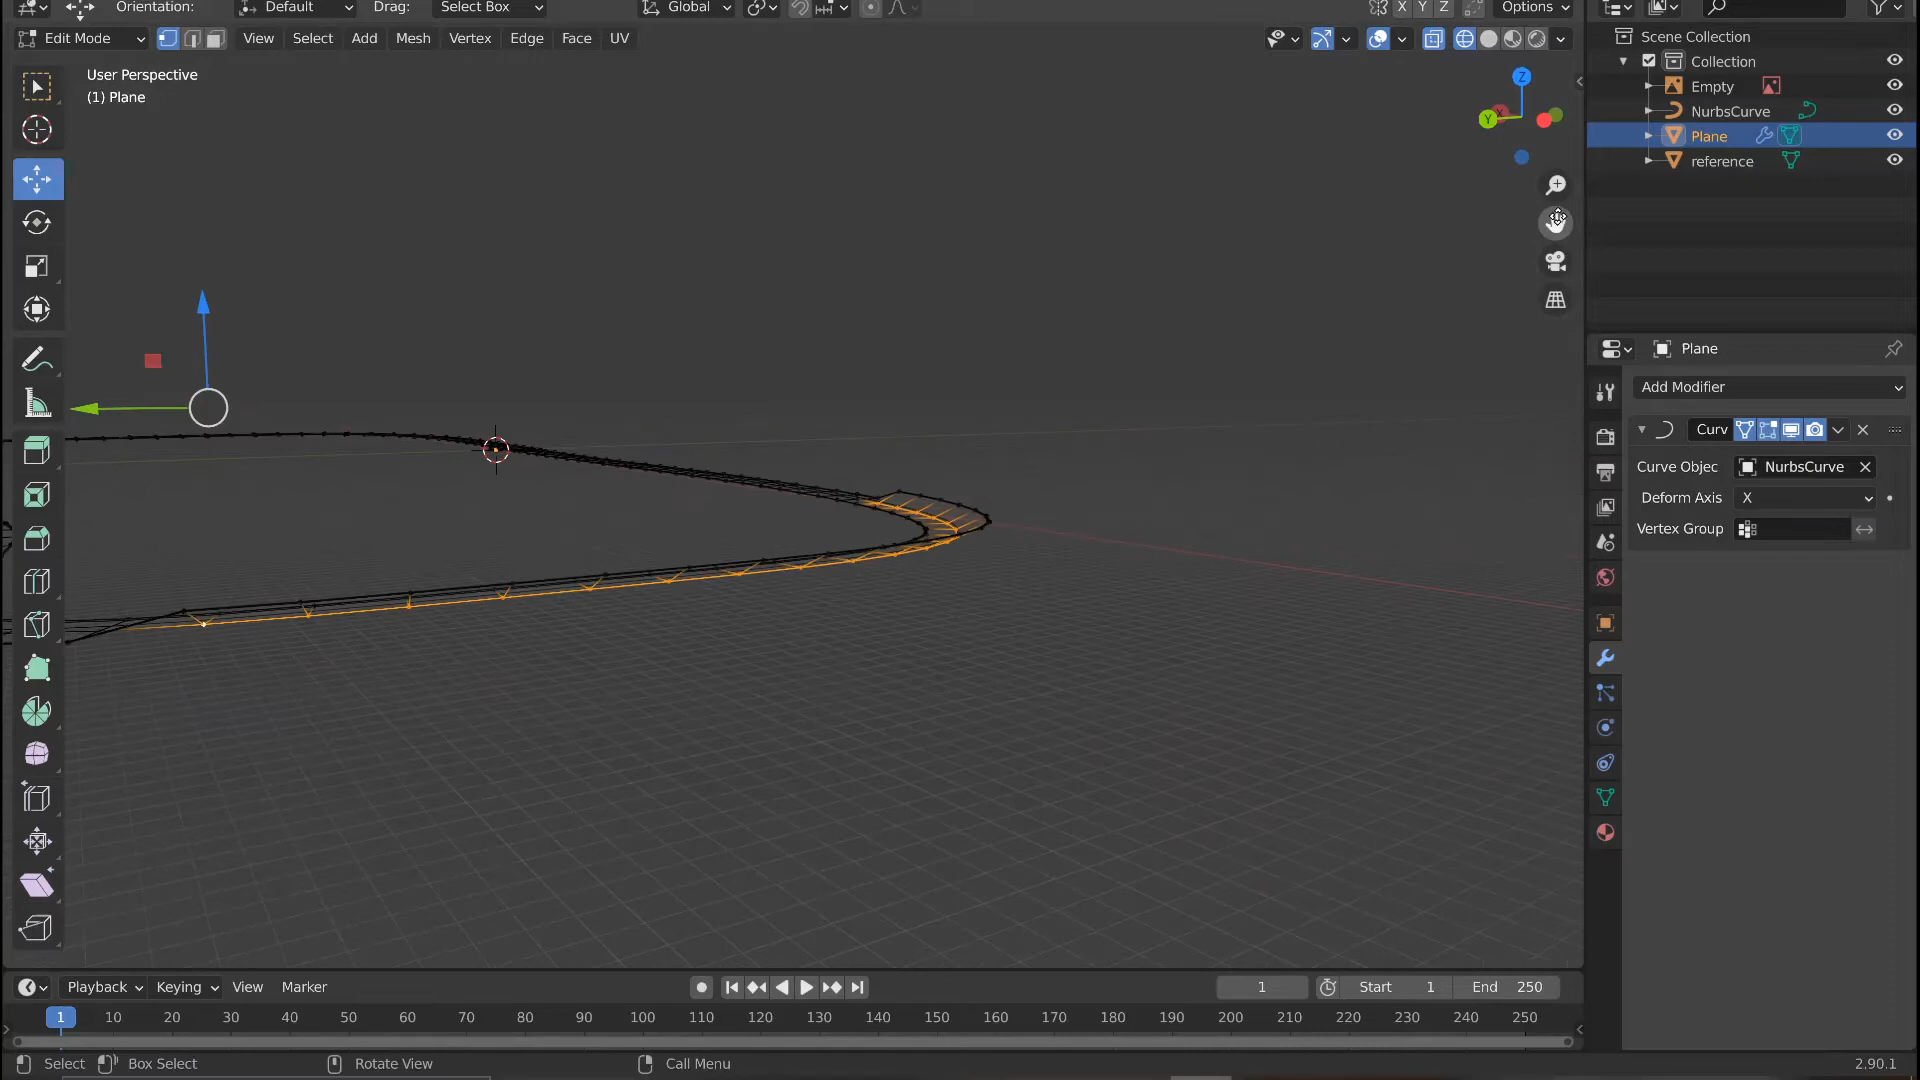 Orientation: Default Drag: Select Box Global X Y Z Options
Edit Mode View Select Add Mesh Vertex Edge Face UV
User Perspective
(1) Plane
Z
Y
X
Scene Collection
Collection
Empty
NurbsCurve
Plane
reference
Plane
Add Modifier
Curv
Curve Objec NurbsCurve
Deform Axis X
Vertex Group
Playback Keying View Marker 1 Start 1 End 250
1 10 20 30 40 50 60 70 80 90 100 110 120 130 140 150 160 170 180 190 200 210 220 230 240 250
Select Box Select Rotate View Call Menu 2.90.1